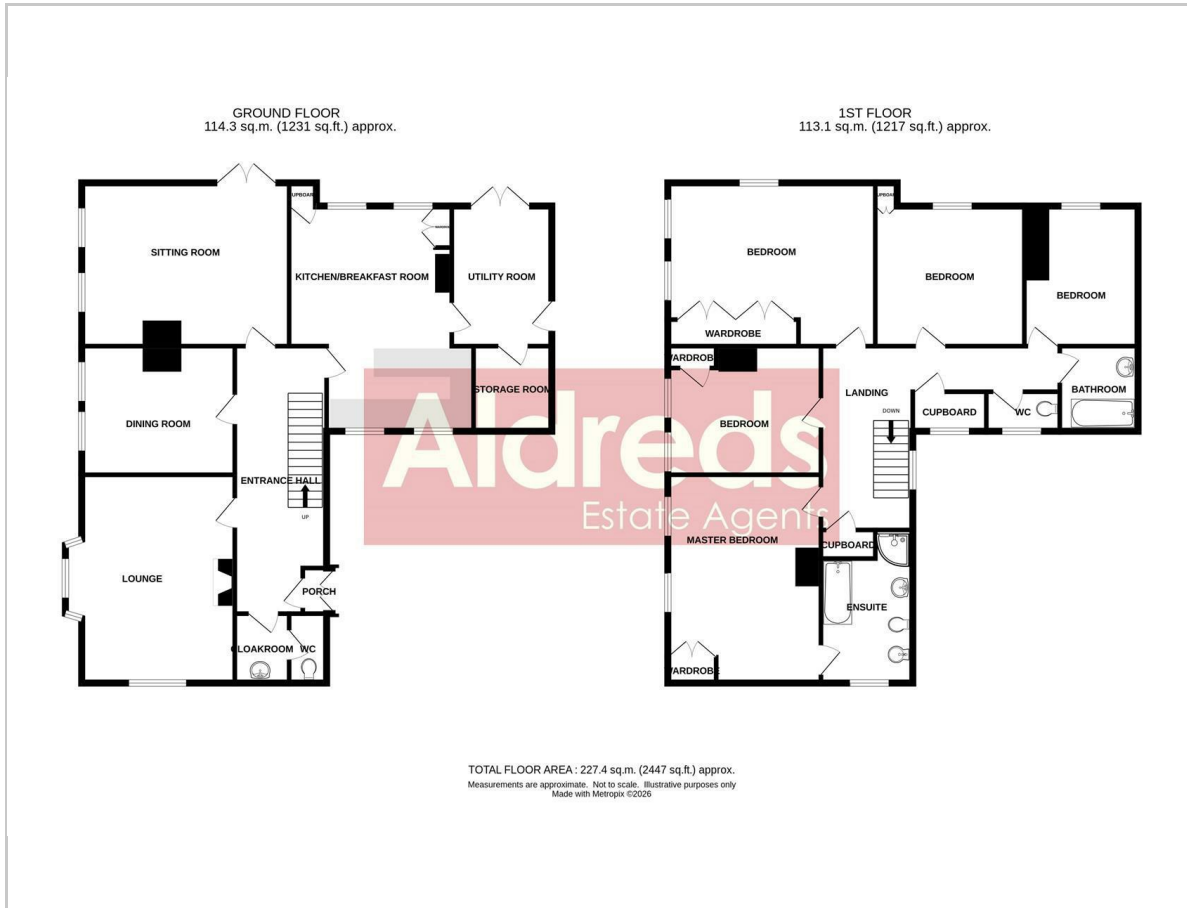 GROUND FLOOR
114.3 sq.m. (1231 sq.ft.) approx.
1ST FLOOR
113.1 sq.m. (1217 sq.ft.) approx.
SITTING ROOM
KITCHEN/BREAKFAST ROOM
UTILITY ROOM
STORAGE ROOM
DINING ROOM
ENTRANCE HALL
UP
LOUNGE
PORCH
CLOAKROOM
WC
BEDROOM
WARDROBE
BEDROOM
BEDROOM
WARDROBE
BEDROOM
LANDING
DOWN
CUPBOARD
WC
BATHROOM
MASTER BEDROOM
CUPBOARD
ENSUITE
WARDROBE
Aldreds
Estate Agents
TOTAL FLOOR AREA : 227.4 sq.m. (2447 sq.ft.) approx.
Measurements are approximate. Not to scale. Illustrative purposes only
Made with Metropix ©2026